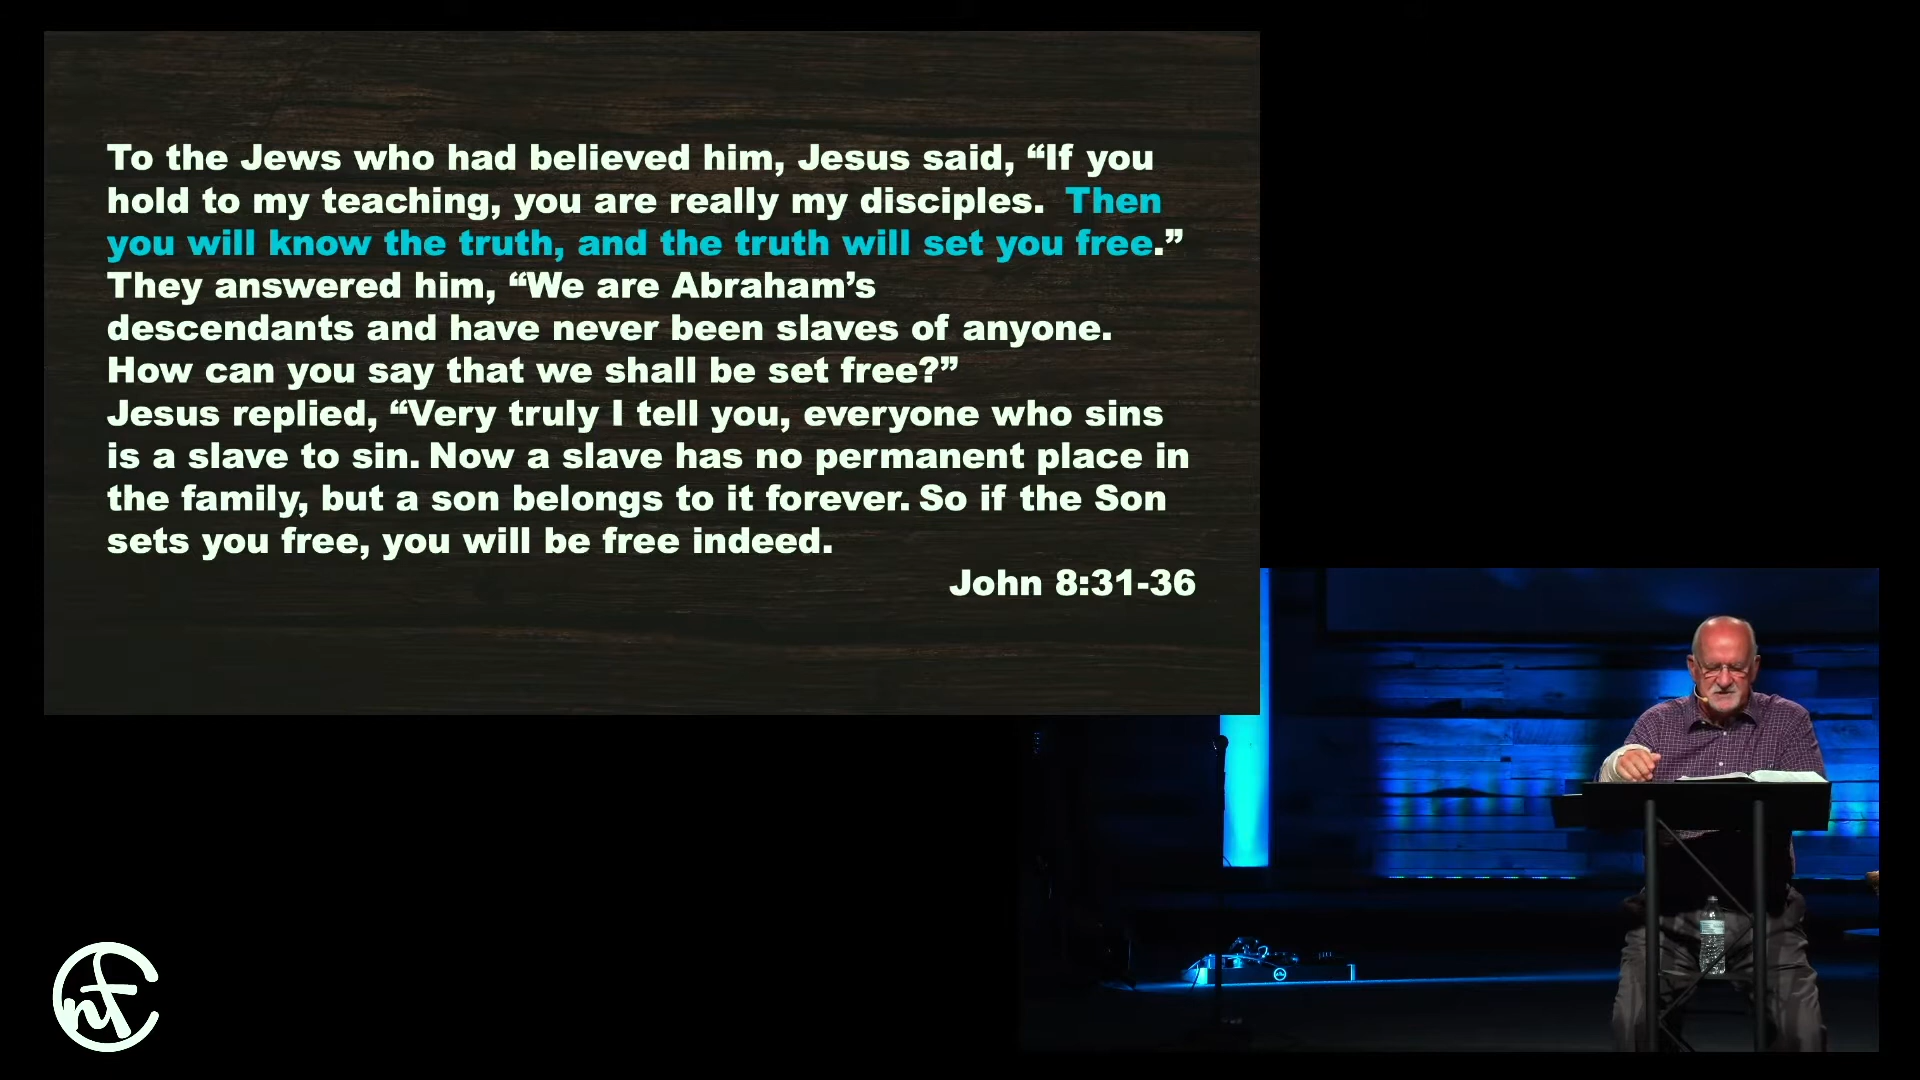 To the Jews who had believed him, Jesus said, “If you
hold to my teaching, you are really my disciples.  Then
you will know the truth, and the truth will set you free.”
They answered him, “We are Abraham’s
descendants and have never been slaves of anyone.
How can you say that we shall be set free?”
Jesus replied, “Very truly I tell you, everyone who sins
is a slave to sin. Now a slave has no permanent place in
the family, but a son belongs to it forever. So if the Son
sets you free, you will be free indeed.
John 8:31-36